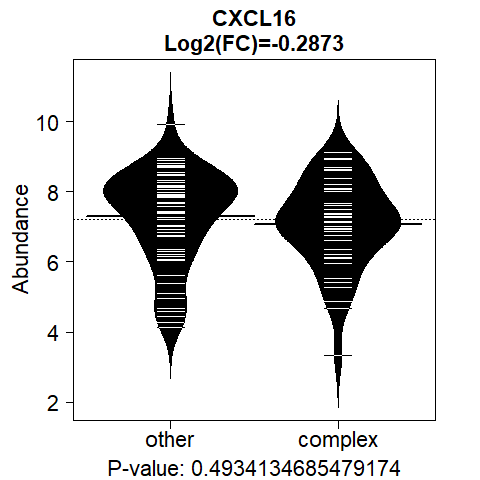 CXCL16
Log2(FC)=-0.2873
Abundance
10
8
6
4
2
other complex
P-value: 0.4934134685479174